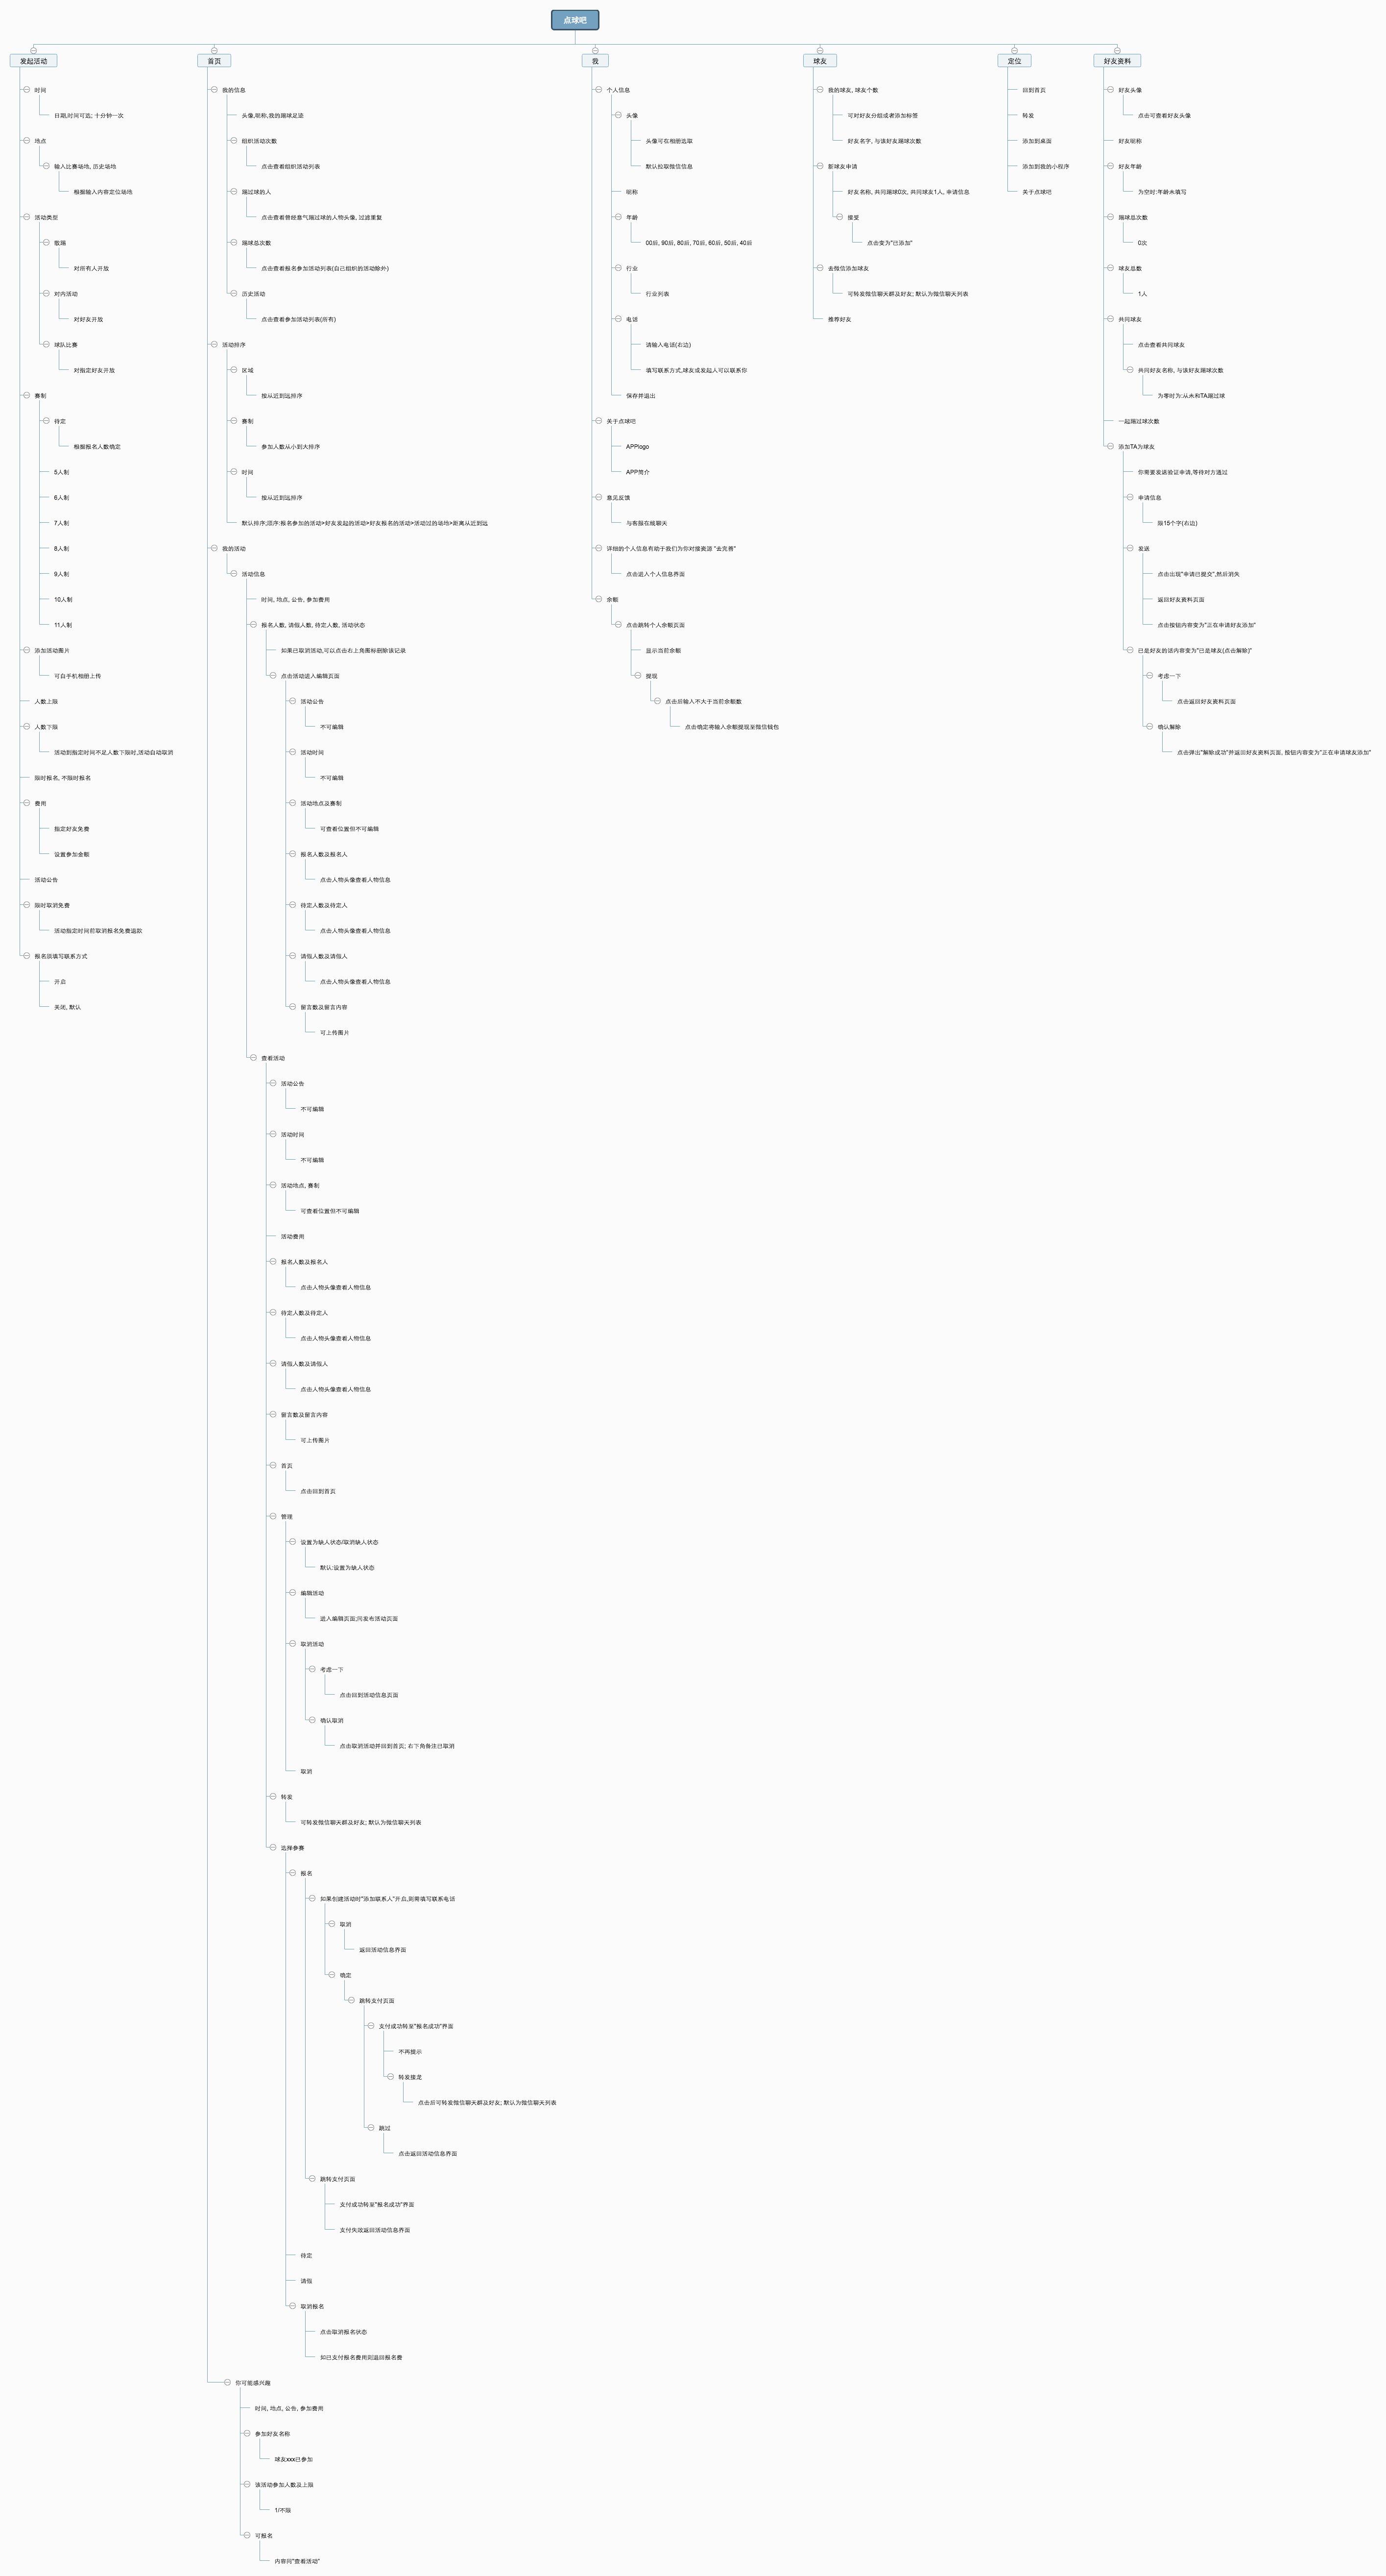 点球吧
发起活动
时间
日期,时间可选; 十分钟一次
地点
输入比赛场地, 历史场地
根据输入内容定位场地
活动类型
散踢
对所有人开放
对内活动
对好友开放
球队比赛
对指定好友开放
赛制
待定
根据报名人数确定
5人制
6人制
7人制
8人制
9人制
10人制
11人制
添加活动图片
可自手机相册上传
人数上限
人数下限
活动到指定时间不足人数下限时,活动自动取消
限时报名, 不限时报名
费用
指定好友免费
设置参加金额
活动公告
限时取消免费
活动指定时间前取消报名免费退款
报名须填写联系方式
开启
关闭, 默认
首页
我的信息
头像,昵称,我的踢球足迹
组织活动次数
点击查看组织活动列表
踢过球的人
点击查看曾经意气踢过球的人物头像, 过滤重复
踢球总次数
点击查看报名参加活动列表(自己组织的活动除外)
历史活动
点击查看参加活动列表(所有)
活动排序
区域
按从近到远排序
赛制
参加人数从小到大排序
时间
按从近到远排序
默认排序;顺序:报名参加的活动>好友发起的活动>好友报名的活动>活动过的场地>距离从近到远
我的活动
活动信息
时间, 地点, 公告, 参加费用
报名人数, 请假人数, 待定人数, 活动状态
如果已取消活动,可以点击右上角图标删除该记录
点击活动进入编辑页面
活动公告
不可编辑
活动时间
不可编辑
活动地点及赛制
可查看位置但不可编辑
报名人数及报名人
点击人物头像查看人物信息
待定人数及待定人
点击人物头像查看人物信息
请假人数及请假人
点击人物头像查看人物信息
留言数及留言内容
可上传图片
查看活动
活动公告
不可编辑
活动时间
不可编辑
活动地点, 赛制
可查看位置但不可编辑
活动费用
报名人数及报名人
点击人物头像查看人物信息
待定人数及待定人
点击人物头像查看人物信息
请假人数及请假人
点击人物头像查看人物信息
留言数及留言内容
可上传图片
首页
点击回到首页
管理
设置为缺人状态/取消缺人状态
默认:设置为缺人状态
编辑活动
进入编辑页面;同发布活动页面
取消活动
考虑一下
点击回到活动信息页面
确认取消
点击取消活动并回到首页; 右下角备注已取消
取消
转发
可转发微信聊天群及好友; 默认为微信聊天列表
选择参赛
报名
如果创建活动时"添加联系人"开点,则需填写联系电话
取消
返回活动信息界面
确定
跳转支付页面
支付成功转至"报名成功"界面
不再提示
转发接龙
点击后可转发微信聊天群及好友; 默认为微信聊天列表
跳过
点击返回活动信息界面
跳转支付页面
支付成功转至"报名成功"界面
支付失败返回活动信息界面
待定
请假
取消报名
点击取消报名状态
如已支付报名费用则退回报名费
你可能感兴趣
时间, 地点, 公告, 参加费用
参加好友名称
球友xxx已参加
该活动参加人数及上限
1/不限
可报名
内容同"查看活动"
我
个人信息
头像
头像可在相册选取
默认拉取微信信息
昵称
年龄
00后, 90后, 80后, 70后, 60后, 50后, 40后
行业
行业列表
电话
请输入电话(右边)
填写联系方式,球友或发起人可以联系你
保存并退出
关于点球吧
APPlogo
APP简介
意见反馈
与客服在线聊天
详细的个人信息有助于我们为你对接资源 "去完善"
点击进入个人信息界面
余额
点击跳转个人余额页面
显示当前余额
提现
点击后输入不大于当前余额数
点击确定将输入余额提现至微信钱包
球友
我的球友, 球友个数
可对好友分组或者添加标签
好友名字, 与该好友踢球次数
新球友申请
好友名称, 共同踢球0次, 共同球友1人, 申请信息
接受
点击变为"已添加"
去微信添加球友
可转发微信聊天群及好友; 默认为微信聊天列表
推荐好友
定位
回到首页
转发
添加到桌面
添加到我的小程序
关于点球吧
好友资料
好友头像
点击可查看好友头像
好友昵称
好友年龄
为空时:年龄未填写
踢球总次数
0次
球友总数
1人
共同球友
点击查看共同球友
共同好友名称, 与该好友踢球次数
为零时为:从未和TA踢过球
一起踢过球次数
添加TA为球友
你需要发送验证申请,等待对方通过
申请信息
限15个字(右边)
发送
点击出现"申请已提交",然后消失
返回好友资料页面
点击按钮内容变为"正在申请好友添加"
已是好友的话内容变为"已是球友(点击解除)"
考虑一下
点击返回好友资料页面
确认解除
点击弹出"解除成功"并返回好友资料页面, 按钮内容变为"正在申请球友添加"